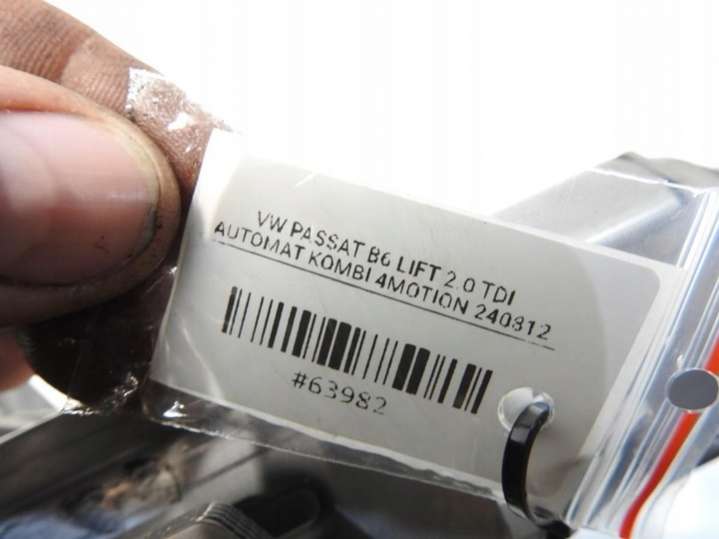 VW PASSAT B6 LIFT 2.0 TDI
AUTOMAT KOMBI 4MOTION 240812
#63982